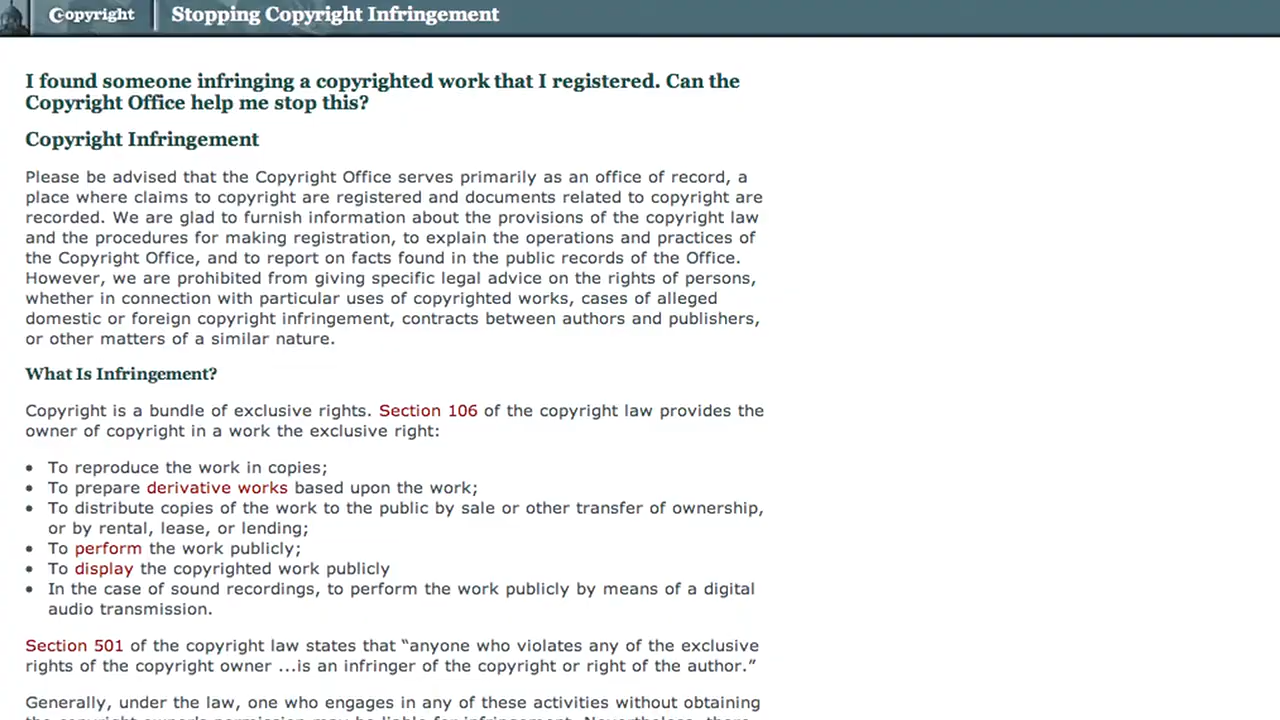 Copyright
Stopping Copyright Infringement
I found someone infringing a copyrighted work that I registered. Can the
Copyright Office help me stop this?
Copyright Infringement
Please be advised that the Copyright Office serves primarily as an office of record, a
place where claims to copyright are registered and documents related to copyright are
recorded. We are glad to furnish information about the provisions of the copyright law
and the procedures for making registration, to explain the operations and practices of
the Copyright Office, and to report on facts found in the public records of the Office.
However, we are prohibited from giving specific legal advice on the rights of persons,
whether in connection with particular uses of copyrighted works, cases of alleged
domestic or foreign copyright infringement, contracts between authors and publishers,
or other matters of a similar nature.
What Is Infringement?
Copyright is a bundle of exclusive rights. Section 106 of the copyright law provides the
owner of copyright in a work the exclusive right:
• To reproduce the work in copies;
• To prepare derivative works based upon the work;
• To distribute copies of the work to the public by sale or other transfer of ownership,
or by rental, lease, or lending;
• To perform the work publicly;
• To display the copyrighted work publicly
• In the case of sound recordings, to perform the work publicly by means of a digital
audio transmission.
Section 501 of the copyright law states that “anyone who violates any of the exclusive
rights of the copyright owner ...is an infringer of the copyright or right of the author.”
Generally, under the law, one who engages in any of these activities without obtaining
the copyright owner's permission may be liable for infringement. Nevertheless, there